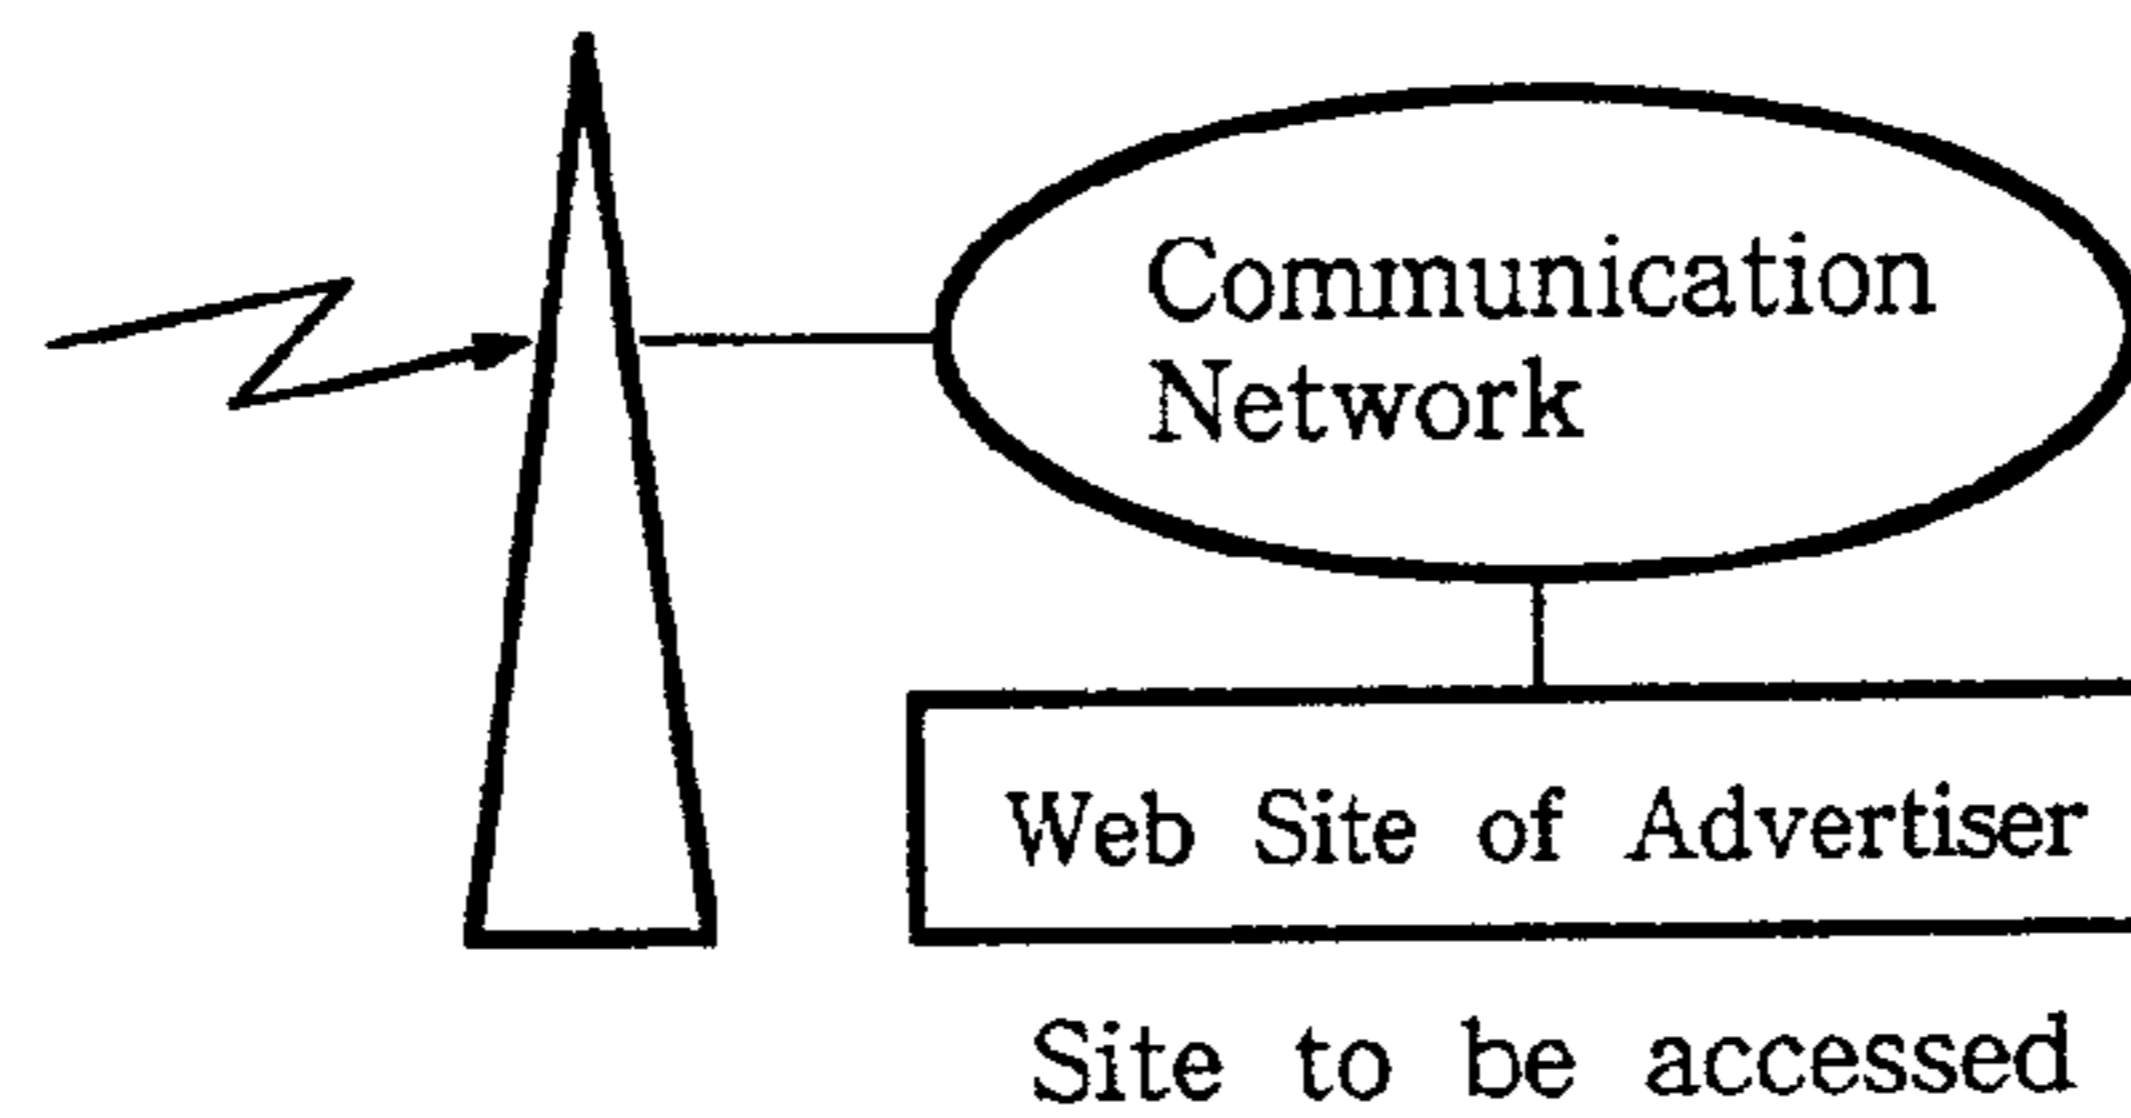 Communication
Network
Web Site of Advertiser
Site to be accessed